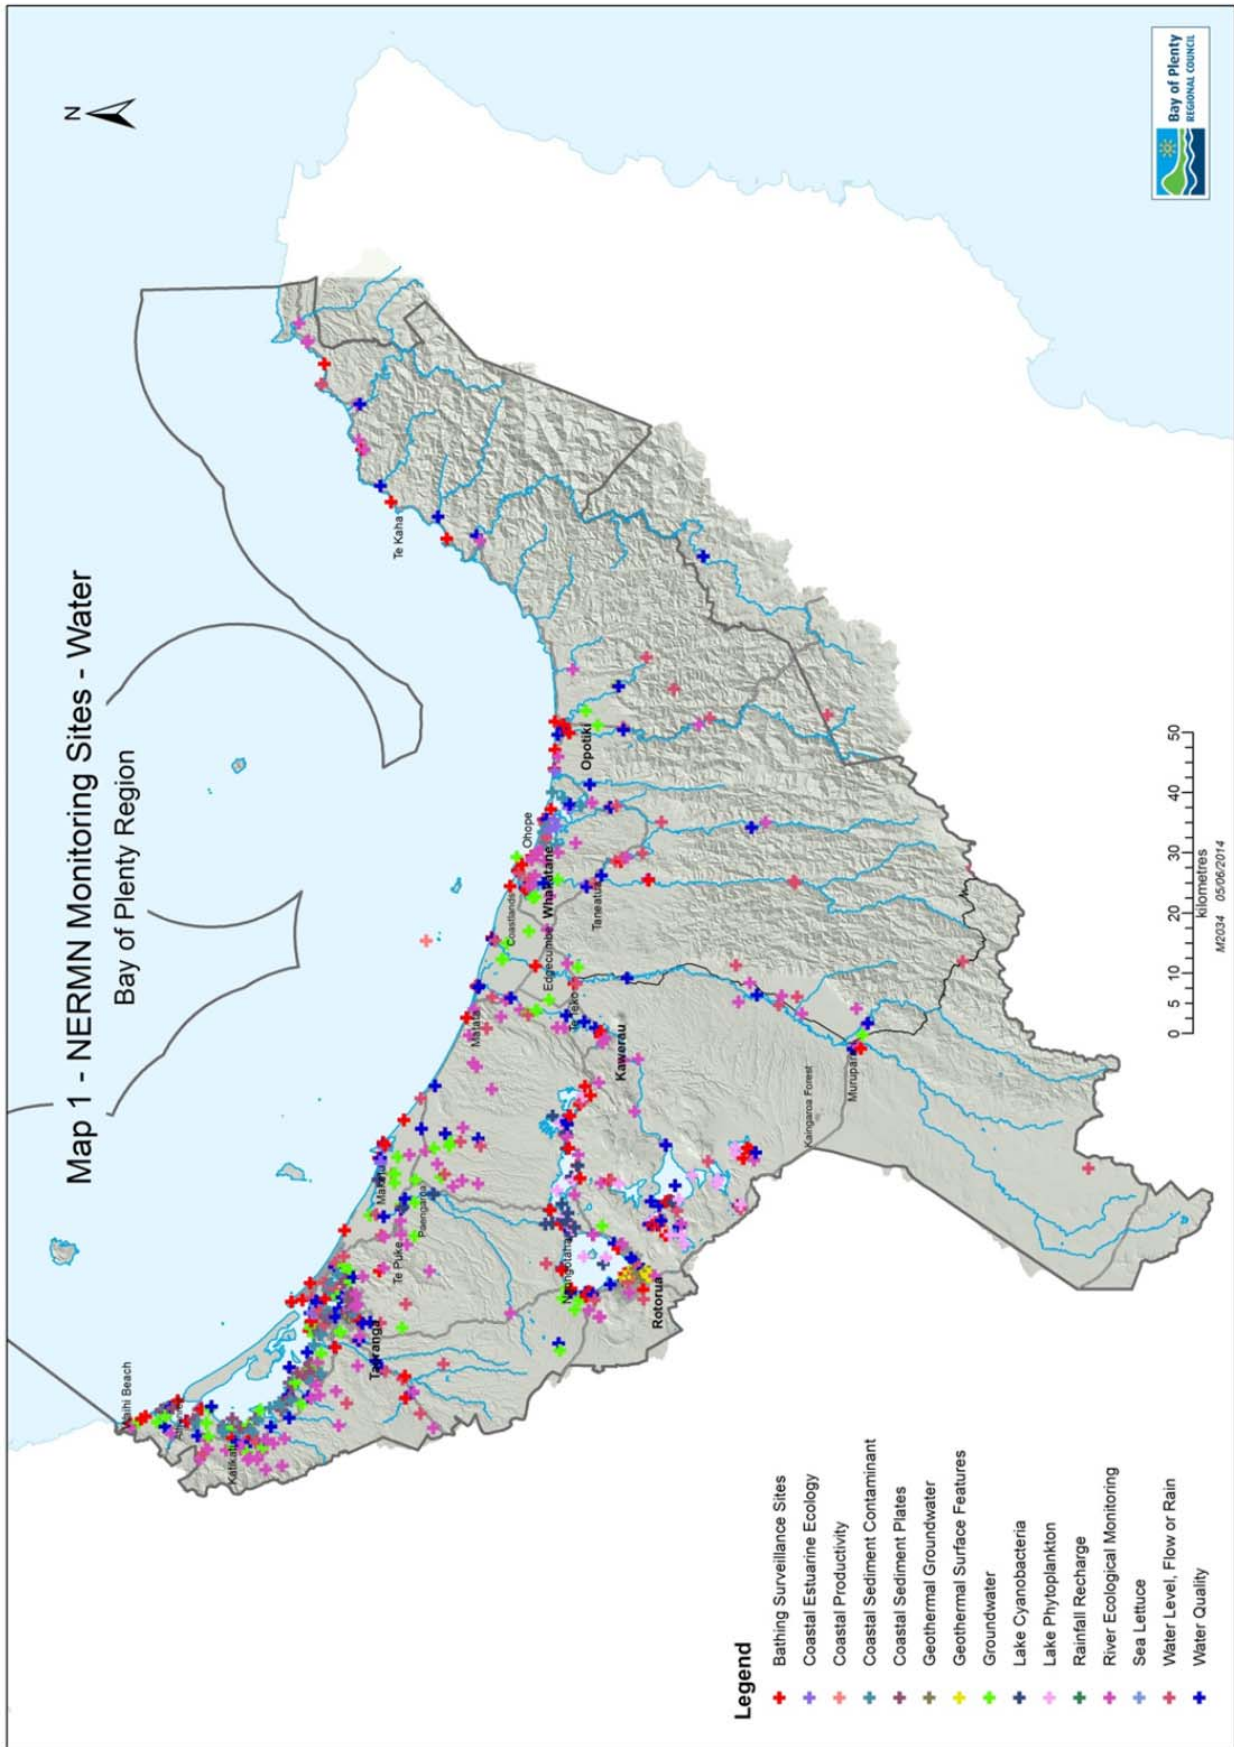 Map 1 - NERMN Monitoring Sites - Water
Bay of Plenty Region
N
Bay of Plenty
REGIONAL COUNCIL
Waihi Beach
Katikati
Tauranga
Te Puke
Paengaroa
Maketu
Rotorua
Matata
Kawerau
Te Teko
Edgecumbe
Coastlands
Whakatane
Ohope
Taneatua
Opotiki
Te Kaha
Kaingaroa Forest
Murupara
Legend
Bathing Surveillance Sites
Coastal Estuarine Ecology
Coastal Productivity
Coastal Sediment Contaminant
Coastal Sediment Plates
Geothermal Groundwater
Geothermal Surface Features
Groundwater
Lake Cyanobacteria
Lake Phytoplankton
Rainfall Recharge
River Ecological Monitoring
Sea Lettuce
Water Level, Flow or Rain
Water Quality
0 5 10 20 30 40 50
kilometres
M2034 05/06/2014